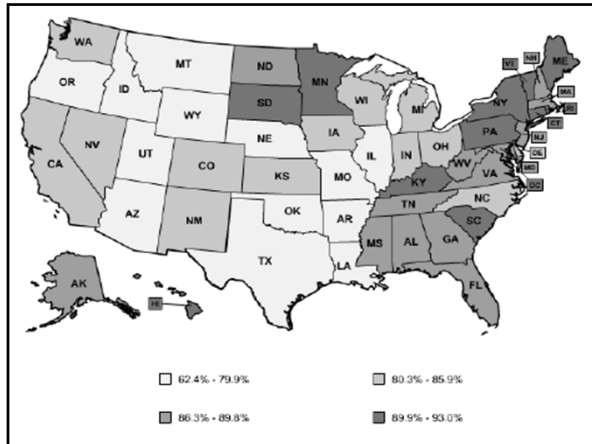 WA
MT
ND
MN
ME
VT
NH
OR
ID
SD
WI
NY
MA
WY
MI
RI
CT
IA
PA
NE
NJ
NV
IL
IN
OH
DE
UT
CO
MD
CA
KS
MO
WV
VA
KY
DC
NC
TN
AZ
NM
OK
AR
SC
MS
AL
GA
TX
LA
AK
FL
HI
62.4% - 79.9%
80.3% - 85.9%
86.3% - 89.8%
89.9% - 93.0%